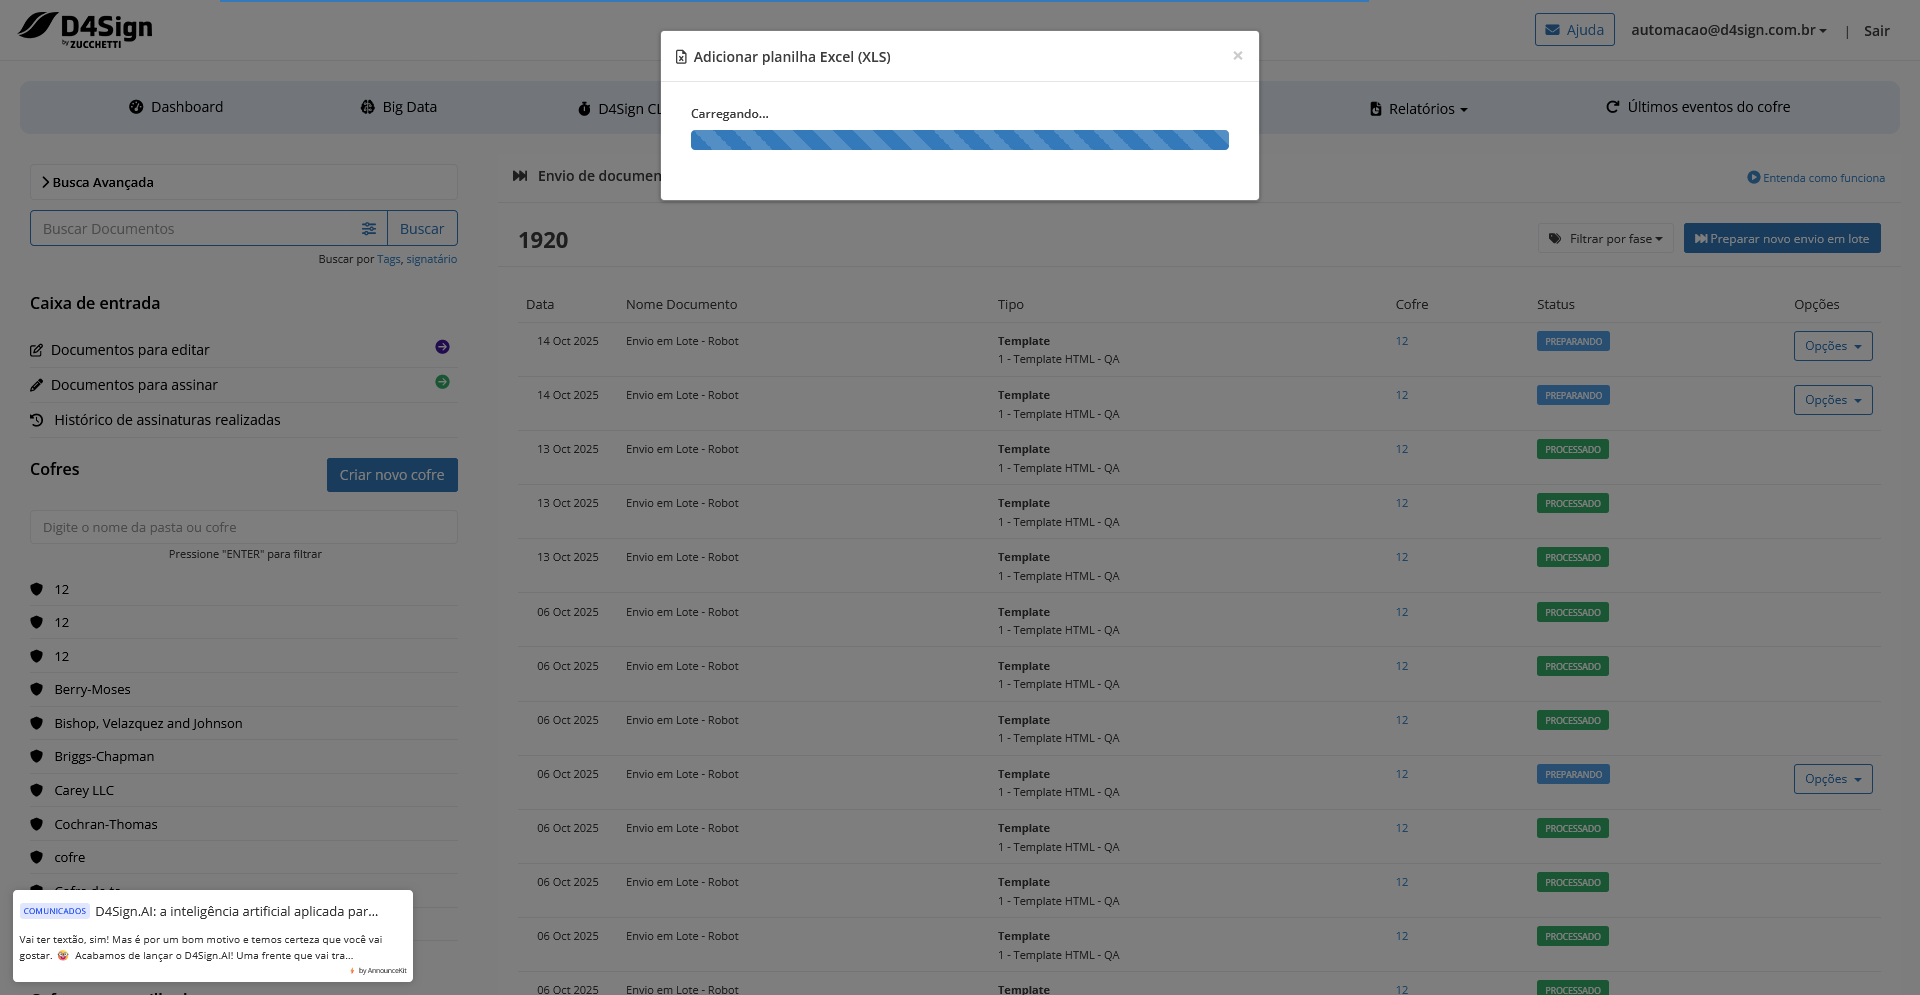 D4Sign
by ZUCCHETTI
Ajuda
automacao@d4sign.com.br
|
Sair
Adicionar planilha Excel (XLS)
×
Carregando...
Dashboard
Big Data
D4Sign CL
Relatórios
Últimos eventos do cofre
Busca Avançada
Buscar Documentos
Buscar
Buscar por Tags, signatário
Caixa de entrada
Documentos para editar
Documentos para assinar
Histórico de assinaturas realizadas
Cofres
Criar novo cofre
Digite o nome da pasta ou cofre
Pressione "ENTER" para filtrar
12
12
12
Berry-Moses
Bishop, Velazquez and Johnson
Briggs-Chapman
Carey LLC
Cochran-Thomas
cofre
COMUNICADOS D4Sign.AI: a inteligência artificial aplicada par...
Vai ter textão, sim! Mas é por um bom motivo e temos certeza que você vai
gostar. 🤩 Acabamos de lançar o D4Sign.AI! Uma frente que vai tra...
by AnnounceKit
Envio de documen
Entenda como funciona
1920
Filtrar por fase
Preparar novo envio em lote
Data Nome Documento Tipo Cofre Status Opções
14 Oct 2025 Envio em Lote - Robot Template 12 PREPARANDO Opções
1 - Template HTML - QA
14 Oct 2025 Envio em Lote - Robot Template 12 PREPARANDO Opções
1 - Template HTML - QA
13 Oct 2025 Envio em Lote - Robot Template 12 PROCESSADO
1 - Template HTML - QA
13 Oct 2025 Envio em Lote - Robot Template 12 PROCESSADO
1 - Template HTML - QA
13 Oct 2025 Envio em Lote - Robot Template 12 PROCESSADO
1 - Template HTML - QA
06 Oct 2025 Envio em Lote - Robot Template 12 PROCESSADO
1 - Template HTML - QA
06 Oct 2025 Envio em Lote - Robot Template 12 PROCESSADO
1 - Template HTML - QA
06 Oct 2025 Envio em Lote - Robot Template 12 PROCESSADO
1 - Template HTML - QA
06 Oct 2025 Envio em Lote - Robot Template 12 PREPARANDO Opções
1 - Template HTML - QA
06 Oct 2025 Envio em Lote - Robot Template 12 PROCESSADO
1 - Template HTML - QA
06 Oct 2025 Envio em Lote - Robot Template 12 PROCESSADO
1 - Template HTML - QA
06 Oct 2025 Envio em Lote - Robot Template 12 PROCESSADO
1 - Template HTML - QA
06 Oct 2025 Envio em Lote - Robot Template 12 PROCESSADO